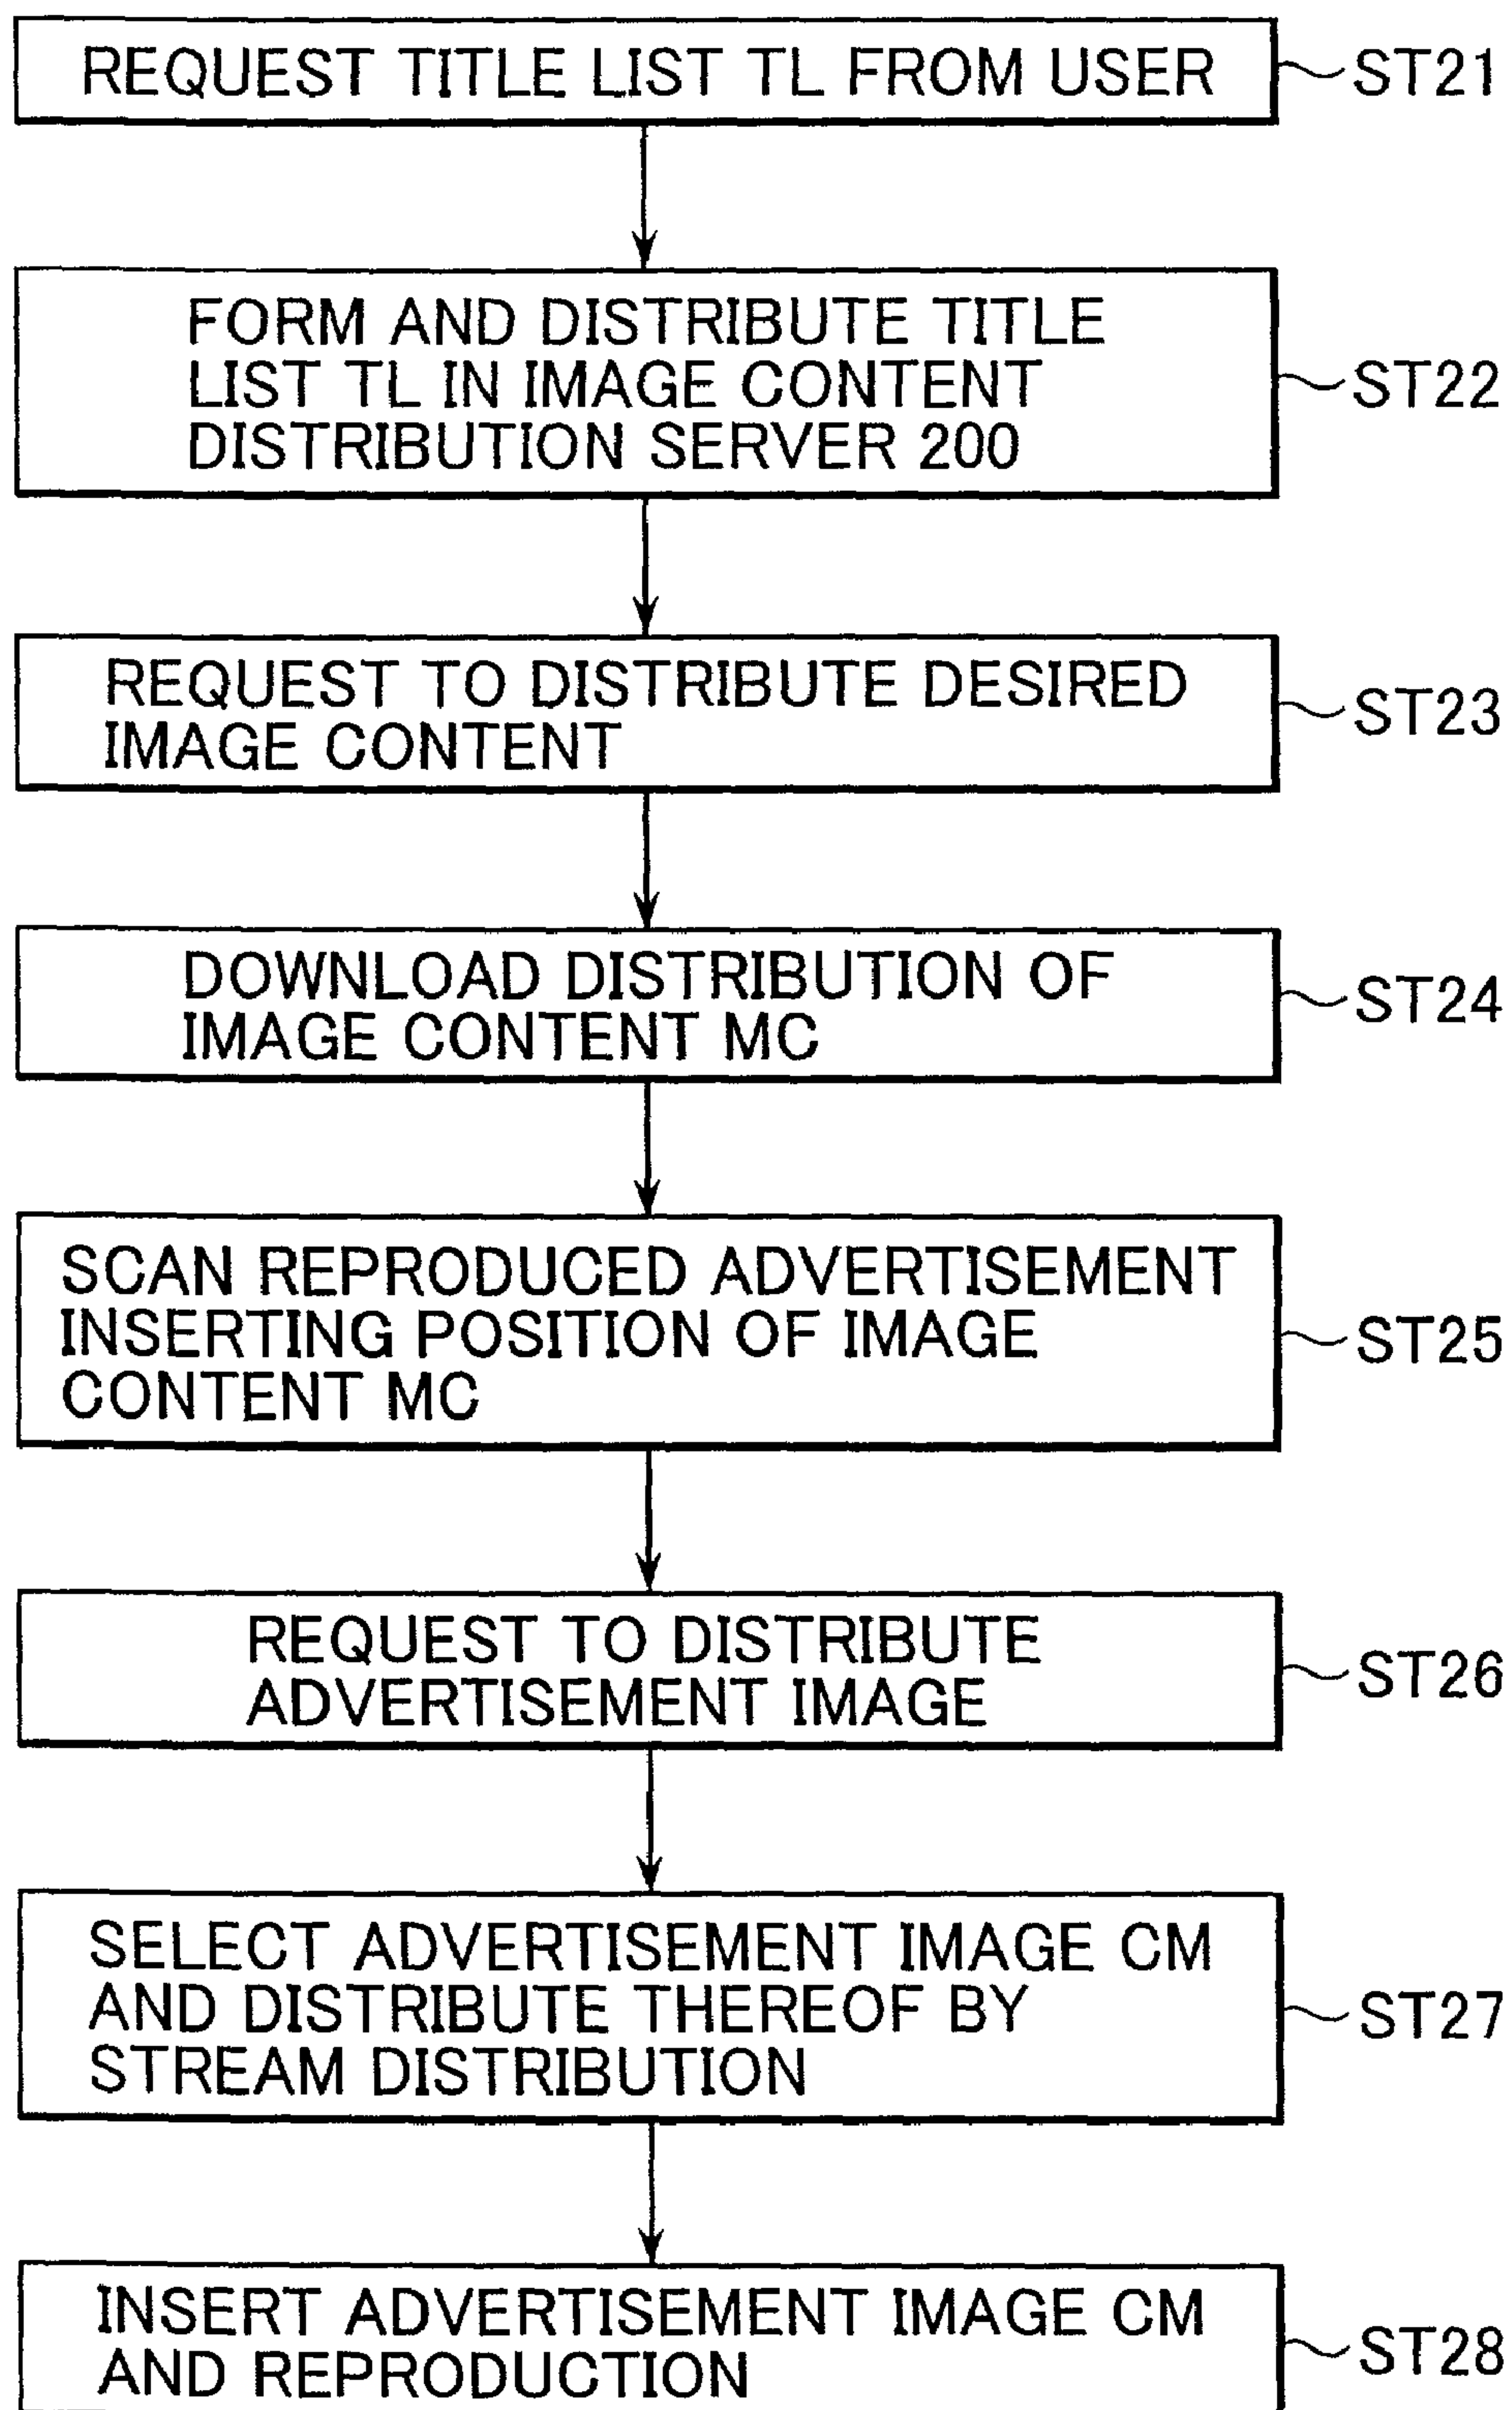 REQUEST TITLE LIST TL FROM USER
ST21
FORM AND DISTRIBUTE TITLE
LIST TL IN IMAGE CONTENT
DISTRIBUTION SERVER 200
ST22
REQUEST TO DISTRIBUTE DESIRED
IMAGE CONTENT
ST23
DOWNLOAD DISTRIBUTION OF
IMAGE CONTENT MC
ST24
SCAN REPRODUCED ADVERTISEMENT
INSERTING POSITION OF IMAGE
CONTENT MC
ST25
REQUEST TO DISTRIBUTE
ADVERTISEMENT IMAGE
ST26
SELECT ADVERTISEMENT IMAGE CM
AND DISTRIBUTE THEREOF BY
STREAM DISTRIBUTION
ST27
INSERT ADVERTISEMENT IMAGE CM
AND REPRODUCTION
ST28